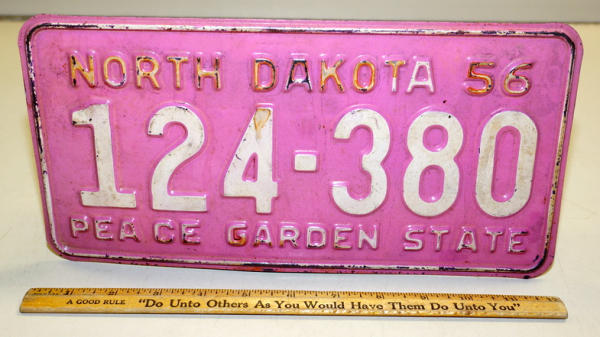 NORTH DAKOTA 56
124-380
PEACE GARDEN STATE
A GOOD RULE "Do Unto Others As You Would Have Them Do Unto You"